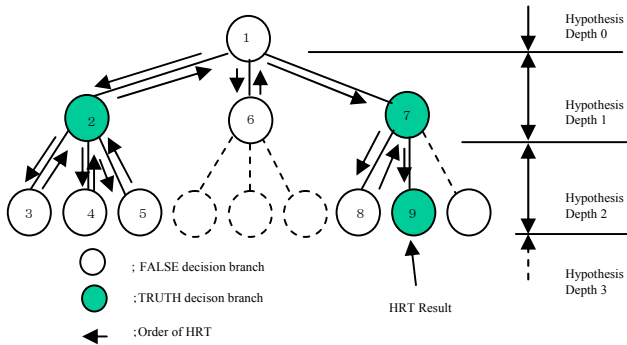 1
Hypothesis
Depth 0
2
6
7
Hypothesis
Depth 1
3
4
5
8
9
Hypothesis
Depth 2
; FALSE decision branch
;TRUTH decison branch
;Order of HRT
HRT Result
Hypothesis
Depth 3